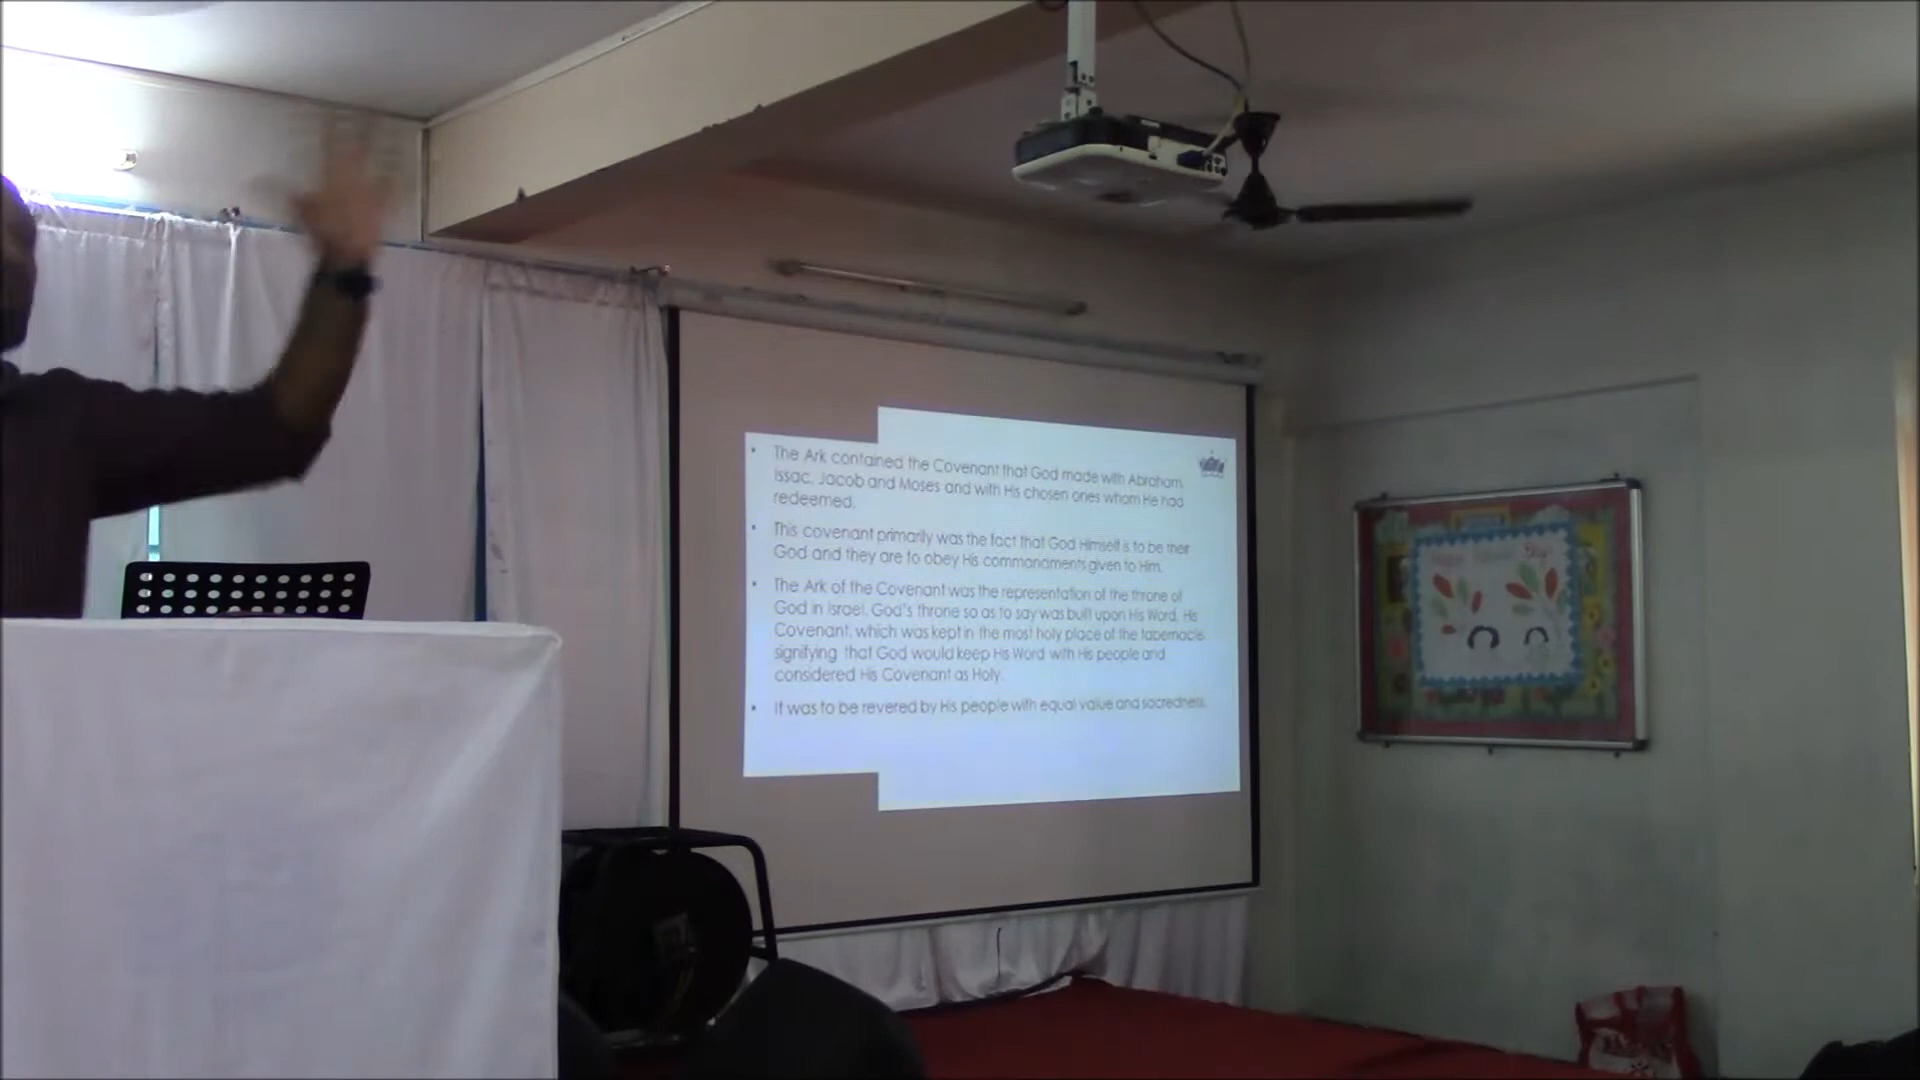 • The Ark contained the Covenant that God made with Abraham,
Issac, Jacob and Moses and with His chosen ones whom He had
redeemed.
• This covenant primarily was the fact that God Himself is to be their
God and they are to obey His commandments given to Him.
• The Ark of the Covenant was the representation of the throne of
God in Israel. God's throne so as to say was built upon His Word, His
Covenant, which was kept in the most holy place of the tabernacle
signifying that God would keep His Word with His people and
considered His Covenant as Holy.
• It was to be revered by His people with equal value and sacredness.